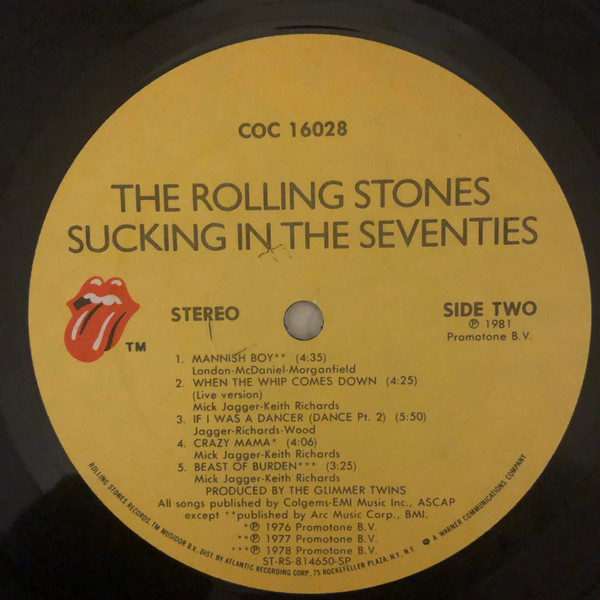 COC 16028
THE ROLLING STONES
SUCKING IN THE SEVENTIES
TM
STEREO
SIDE TWO
℗ 1981
Promotone B.V.
1. MANNISH BOY** (4:35)
London-McDaniel-Morganfield
2. WHEN THE WHIP COMES DOWN (4:25)
(Live version)
Mick Jagger-Keith Richards
3. IF I WAS A DANCER (DANCE Pt. 2) (5:50)
Jagger-Richards-Wood
4. CRAZY MAMA* (4:06)
Mick Jagger-Keith Richards
5. BEAST OF BURDEN*** (3:25)
Mick Jagger-Keith Richards
PRODUCED BY THE GLIMMER TWINS
All songs published by Colgems-EMI Music Inc., ASCAP
except **published by Arc Music Corp., BMI.
*℗ 1976 Promotone B.V.
**℗ 1977 Promotone B.V.
***℗ 1978 Promotone B.V.
ST-RS-814650-SP
ROLLING STONES RECORDS, TM MUSIDOR B.V. DIST. BY ATLANTIC RECORDING CORP., 75 ROCKEFELLER PLAZA, N.Y., N.Y. A WARNER COMMUNICATIONS COMPANY